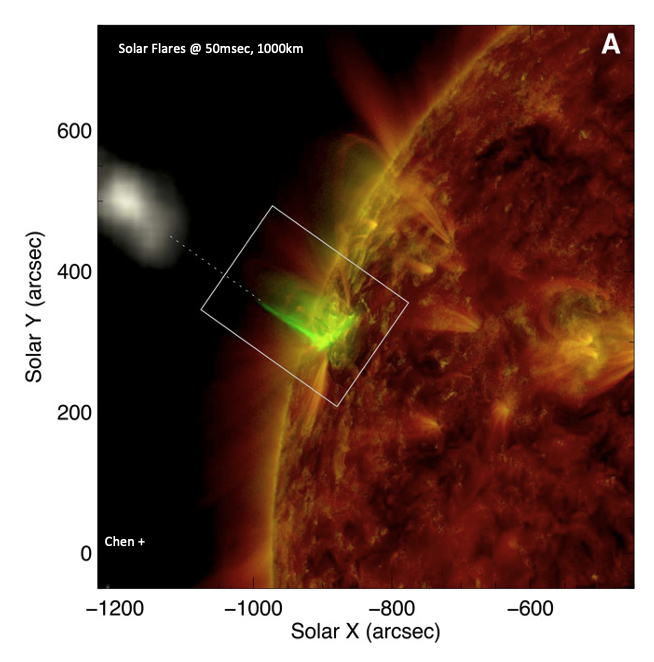 Solar Flares @ 50msec, 1000km
A
600
400
200
0
Solar Y (arcsec)
Chen +
−1200
−1000
−800
−600
Solar X (arcsec)